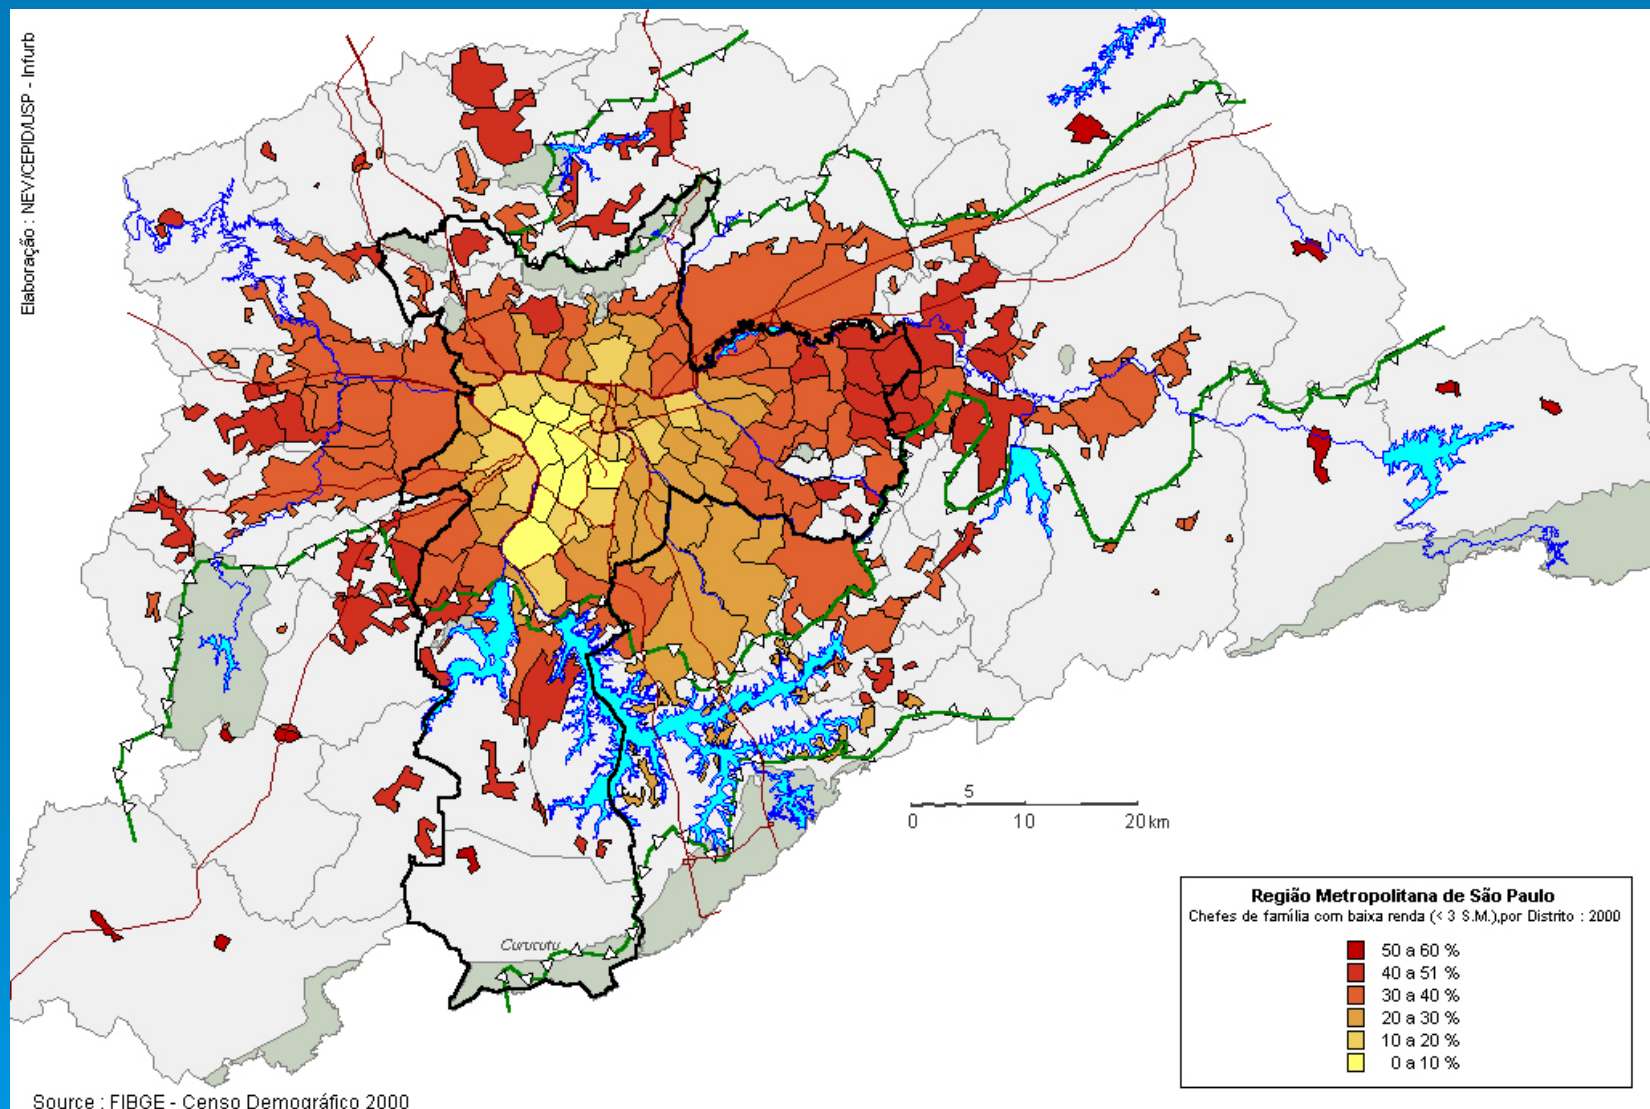 Elaboração : NEV/CEPID/USP - Infurb
Curucutu
5
0 10 20 km
Região Metropolitana de São Paulo
Chefes de família com baixa renda (< 3 S.M.),por Distrito : 2000
50 a 60 %
40 a 51 %
30 a 40 %
20 a 30 %
10 a 20 %
0 a 10 %
Source : FIBGE - Censo Demográfico 2000